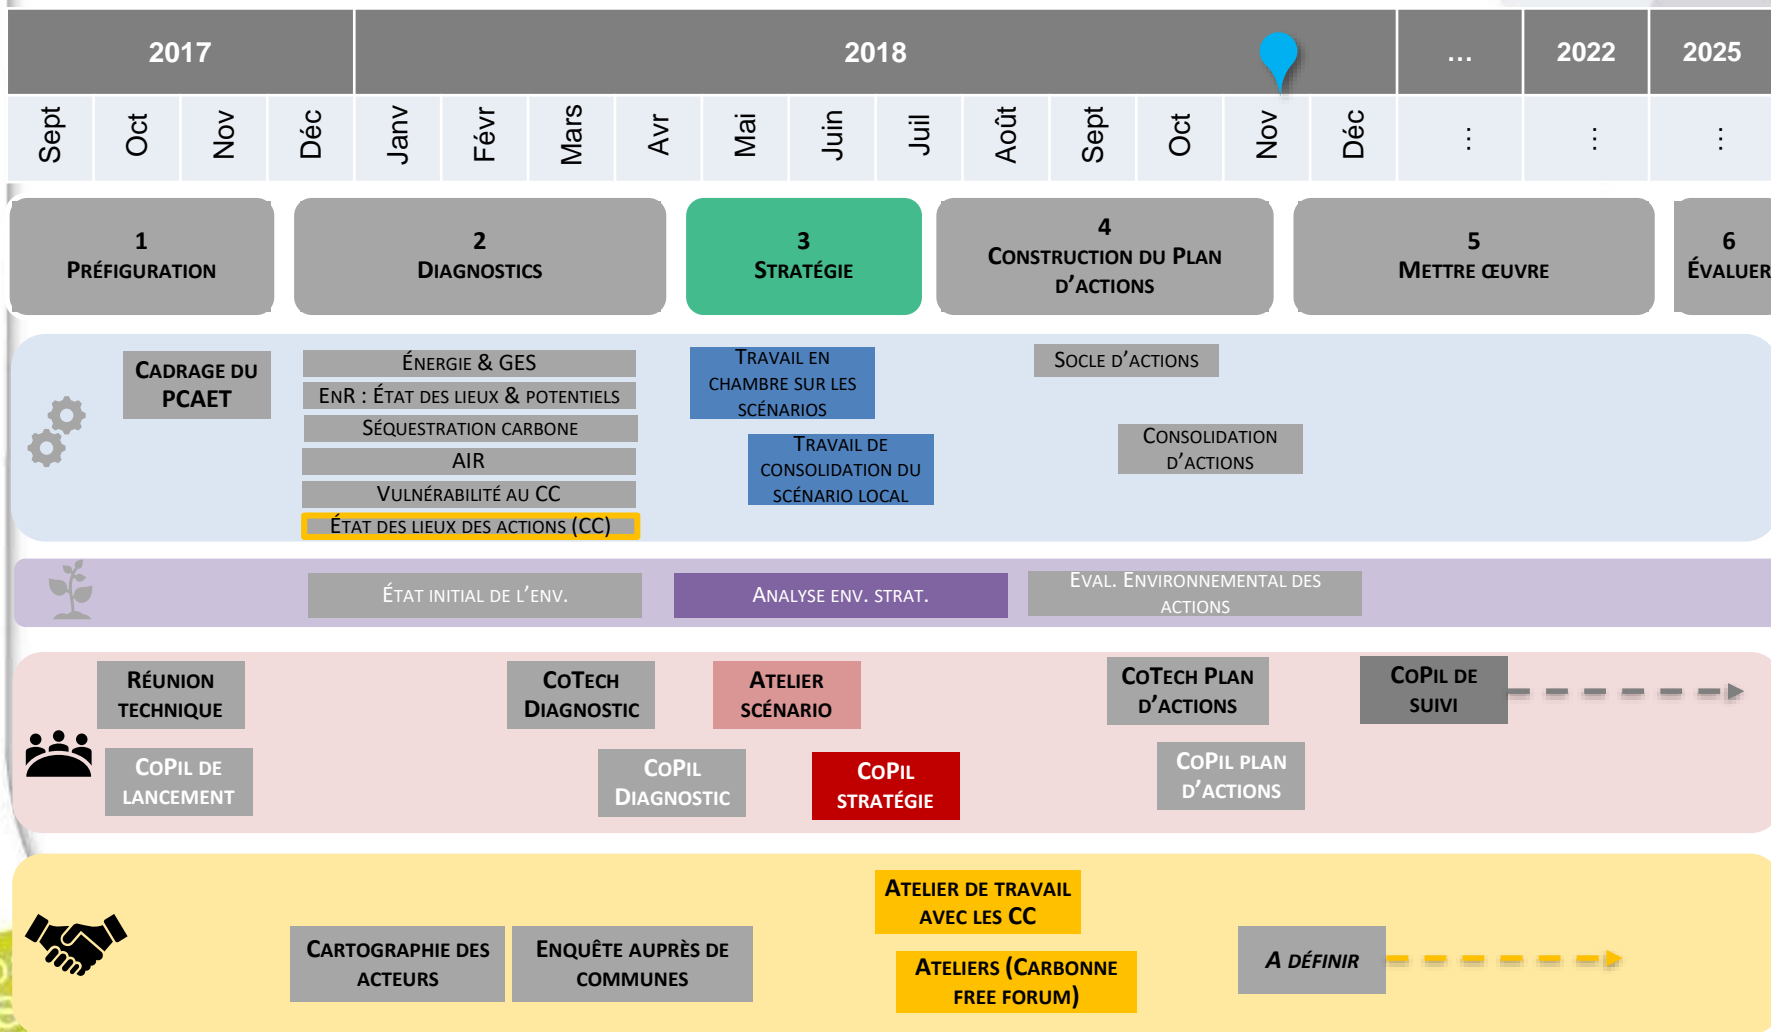 2017
2018
...
2022
2025
Sept
Oct
Nov
Déc
Janv
Févr
Mars
Avr
Mai
Juin
Juil
Août
Sept
Oct
Nov
Déc
...
...
...
1
PRÉFIGURATION
2
DIAGNOSTICS
3
STRATÉGIE
4
CONSTRUCTION DU PLAN
D'ACTIONS
5
METTRE ŒUVRE
6
ÉVALUER
CADRAGE DU
PCAET
ÉNERGIE & GES
ENR : ÉTAT DES LIEUX & POTENTIELS
SÉQUESTRATION CARBONE
AIR
VULNÉRABILITÉ AU CC
ÉTAT DES LIEUX DES ACTIONS (CC)
TRAVAIL EN
CHAMBRE SUR LES
SCÉNARIOS
TRAVAIL DE
CONSOLIDATION DU
SCÉNARIO LOCAL
SOCLE D'ACTIONS
CONSOLIDATION
D'ACTIONS
ÉTAT INITIAL DE L'ENV.
ANALYSE ENV. STRAT.
EVAL. ENVIRONNEMENTAL DES
ACTIONS
RÉUNION
TECHNIQUE
COPIL DE
LANCEMENT
COTECH
DIAGNOSTIC
COPIL
DIAGNOSTIC
ATELIER
SCÉNARIO
COPIL
STRATÉGIE
COTECH PLAN
D'ACTIONS
COPIL PLAN
D'ACTIONS
COPIL DE
SUIVI
CARTOGRAPHIE DES
ACTEURS
ENQUÊTE AUPRÈS DE
COMMUNES
ATELIER DE TRAVAIL
AVEC LES CC
ATELIERS (CARBONNE
FREE FORUM)
A DÉFINIR